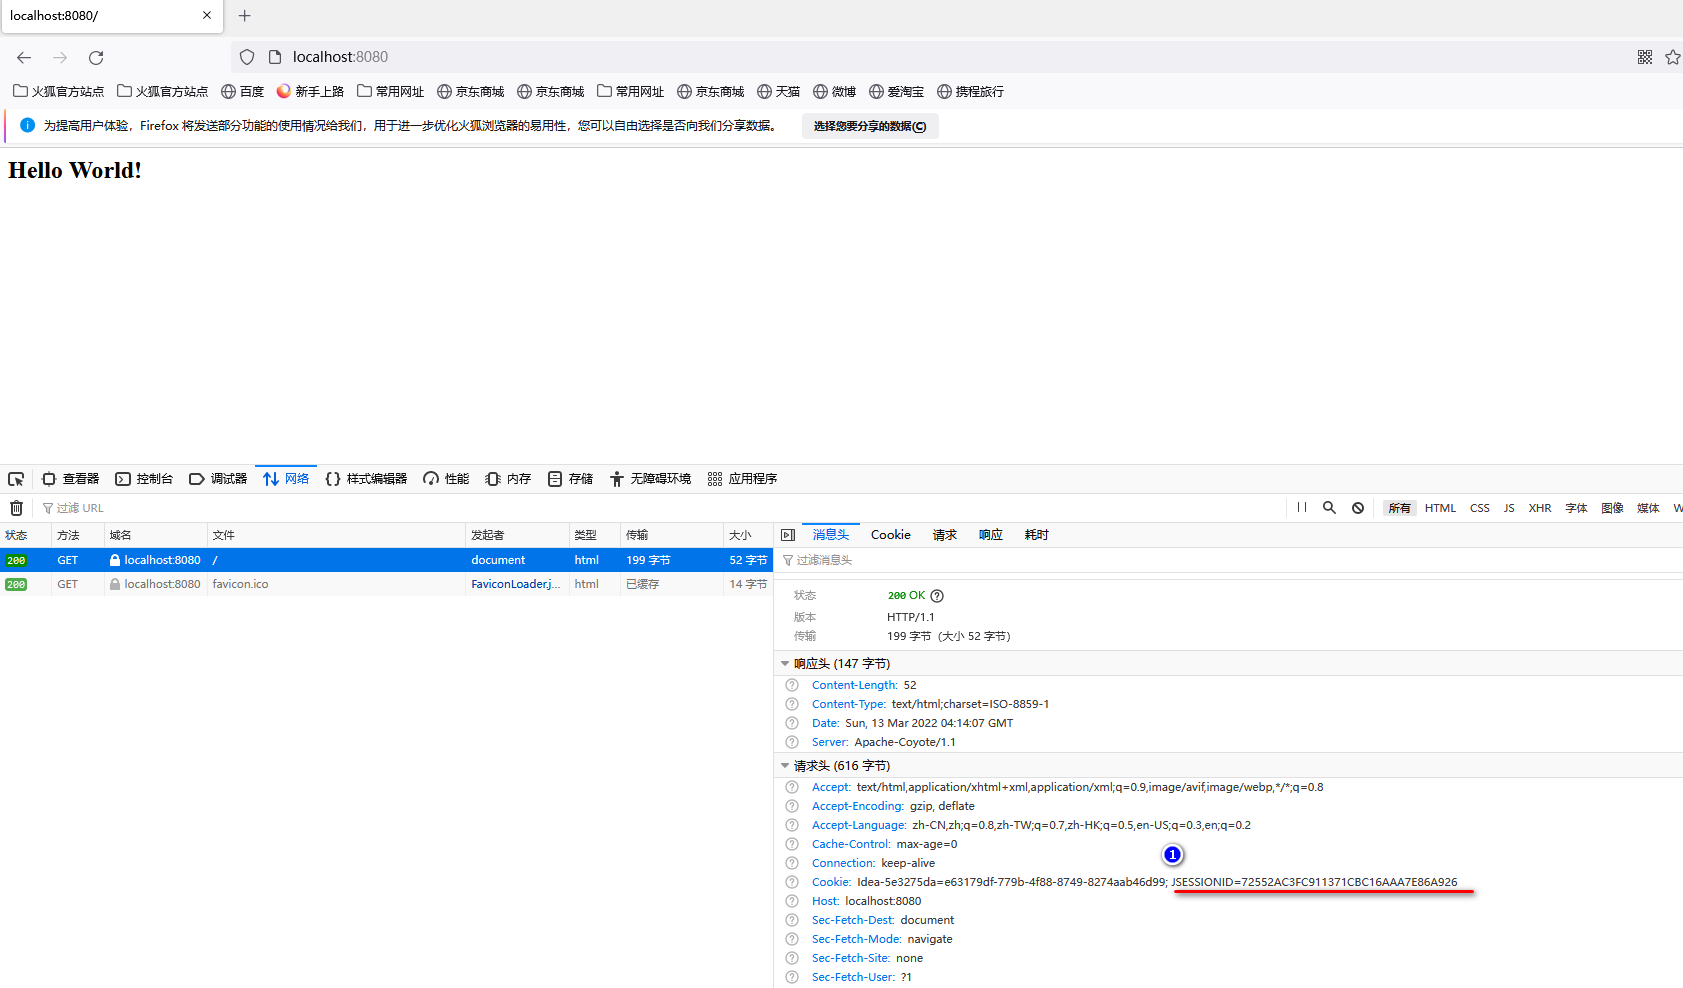 localhost:8080/
localhost:8080
火狐官方站点 火狐官方站点 百度 新手上路 常用网址 京东商城 京东商城 常用网址 京东商城 天猫 微博 爱淘宝 携程旅行
为提高用户体验，Firefox 将发送部分功能的使用情况给我们，用于进一步优化火狐浏览器的易用性，您可以自由选择是否向我们分享数据。 选择您要分享的数据(C)
Hello World!
查看器 控制台 调试器 网络 样式编辑器 性能 内存 存储 无障碍环境 应用程序
过滤 URL 所有 HTML CSS JS XHR 字体 图像 媒体 W
状态 方法 域名 文件 发起者 类型 传输 大小
200 GET localhost:8080 / document html 199 字节 52 字节
200 GET localhost:8080 favicon.ico FaviconLoader.j... html 已缓存 14 字节
消息头 Cookie 请求 响应 耗时
过滤消息头
状态 200 OK
版本 HTTP/1.1
传输 199 字节 (大小 52 字节)
响应头 (147 字节)
Content-Length: 52
Content-Type: text/html;charset=ISO-8859-1
Date: Sun, 13 Mar 2022 04:14:07 GMT
Server: Apache-Coyote/1.1
请求头 (616 字节)
Accept: text/html,application/xhtml+xml,application/xml;q=0.9,image/avif,image/webp,*/*;q=0.8
Accept-Encoding: gzip, deflate
Accept-Language: zh-CN,zh;q=0.8,zh-TW;q=0.7,zh-HK;q=0.5,en-US;q=0.3,en;q=0.2
Cache-Control: max-age=0
1
Connection: keep-alive
Cookie: Idea-5e3275da=e63179df-779b-4f88-8749-8274aab46d99; JSESSIONID=72552AC3FC911371CBC16AAA7E86A926
Host: localhost:8080
Sec-Fetch-Dest: document
Sec-Fetch-Mode: navigate
Sec-Fetch-Site: none
Sec-Fetch-User: ?1